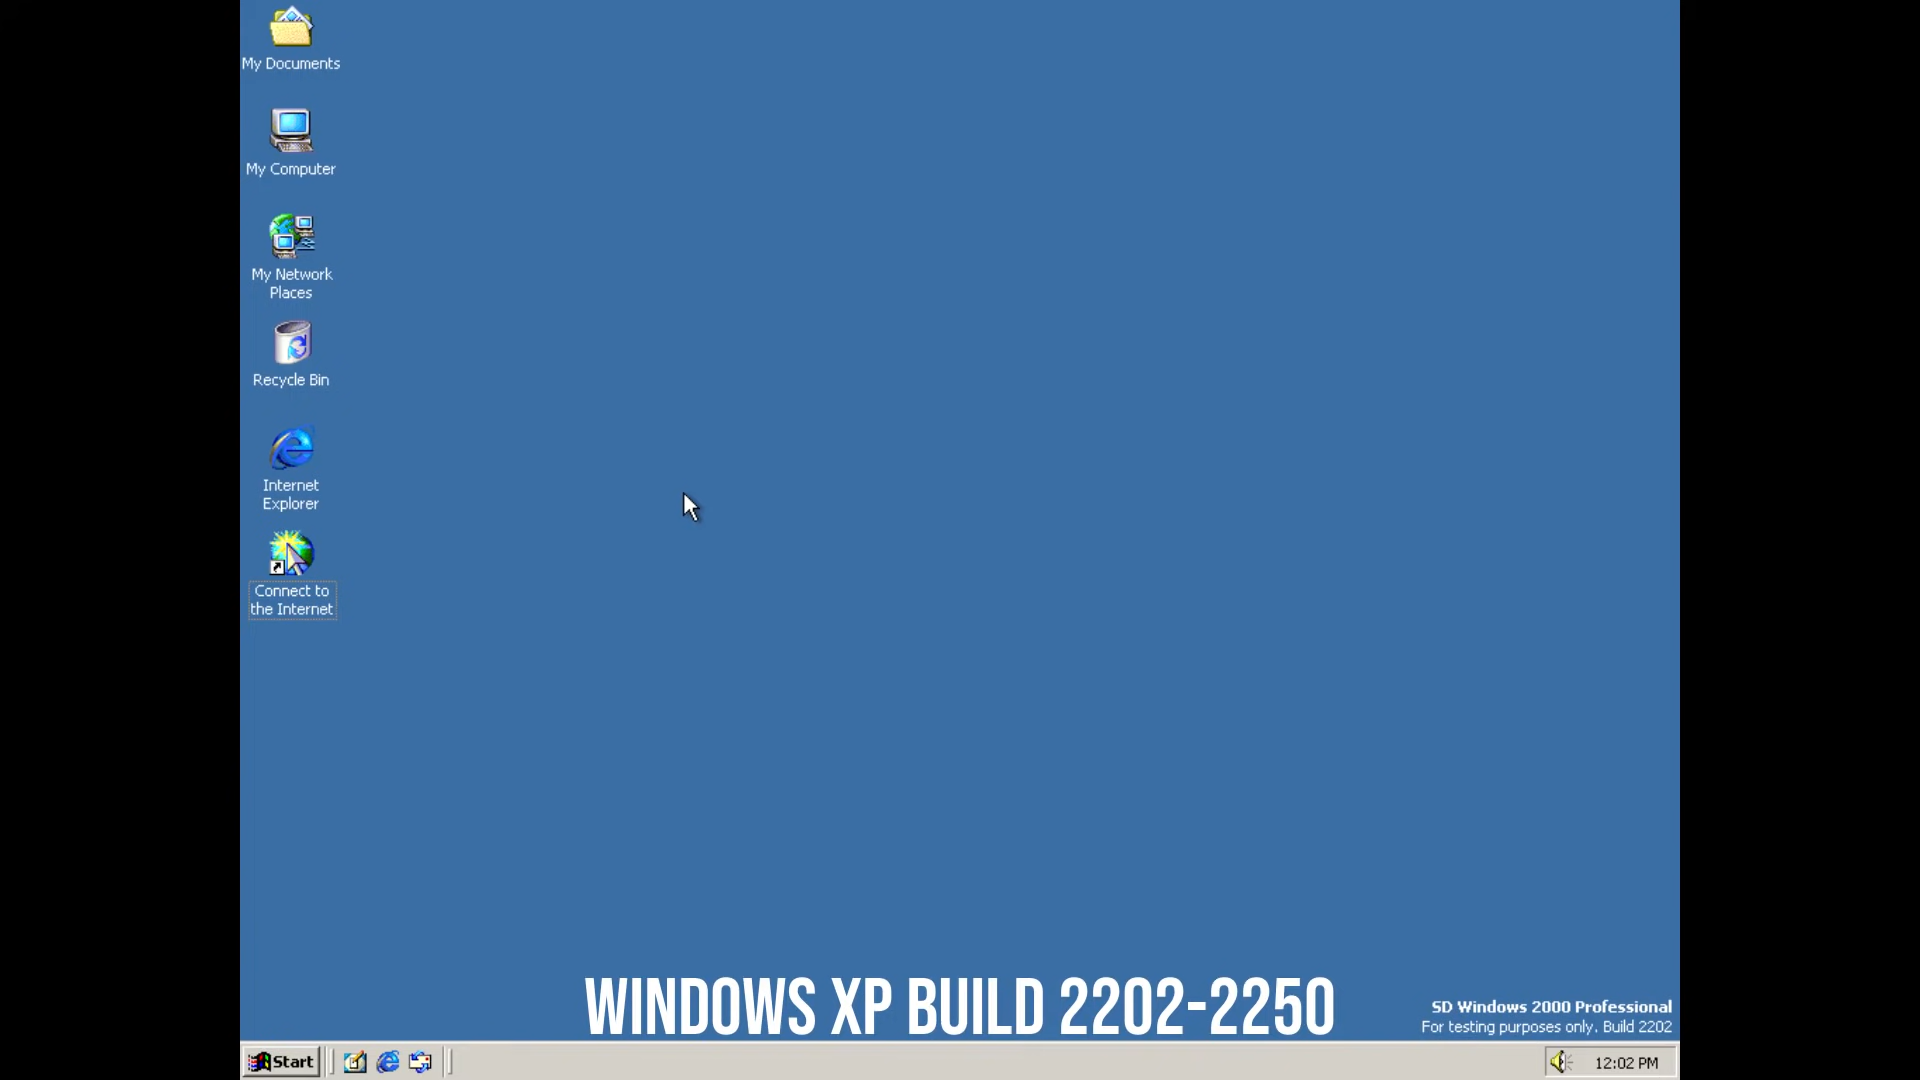 My Documents
My Computer
My Network
Places
Recycle Bin
Internet
Explorer
Connect to
the Internet
WINDOWS XP BUILD 2202-2250
SD Windows 2000 Professional
For testing purposes only. Build 2202
Start
12:02 PM